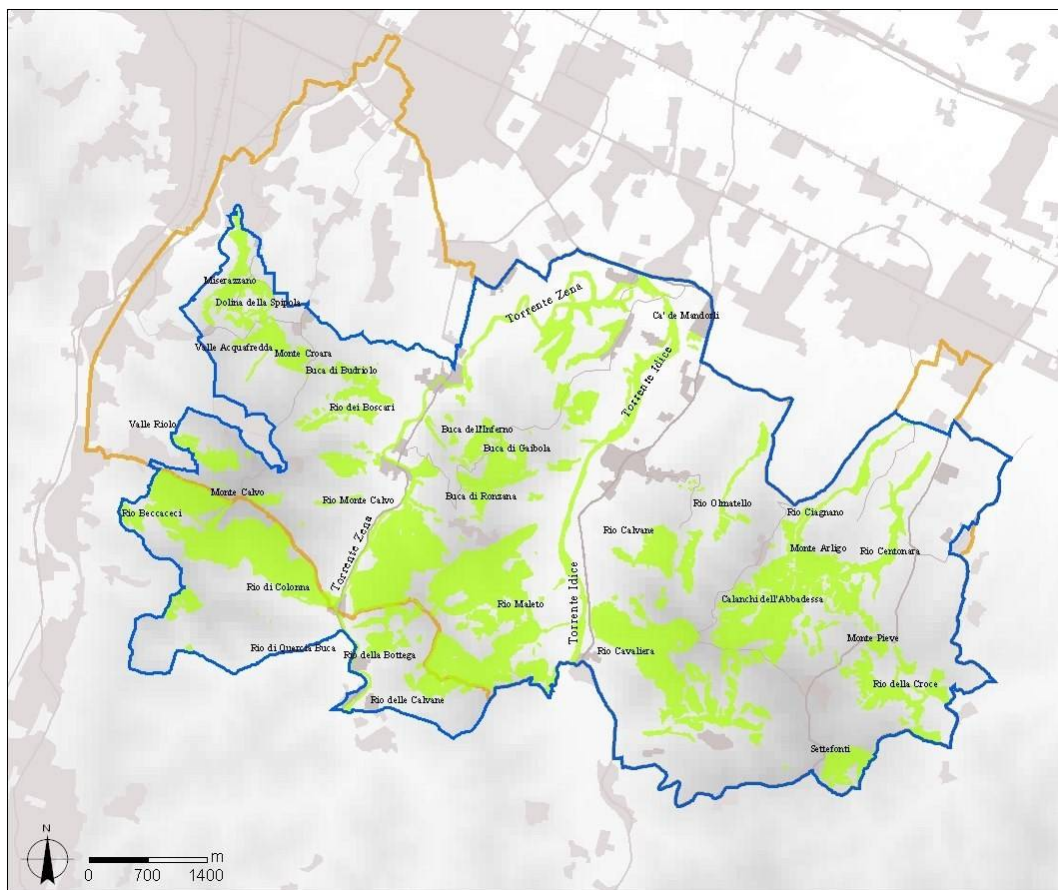 Miserazzano
Dolina della Spipola
Torrente Zena
Ca' de Mandorli
Valle Acquafredda
Monte Croara
Buca di Budriolo
Torrente Idice
Rio dei Boscari
Valle Riolo
Buca dell'Inferno
Buca di Gaibola
Monte Calvo
Rio Monte Calvo
Buca di Ronzana
Rio Olmatello
Rio Beccaceci
Rio Ciagnano
Rio Calvane
Monte Arligo
Rio Centonara
Torrente Zena
Rio di Colonna
Rio Maleto
Calanchi dell'Abbadessa
Torrente Idice
Monte Pieve
Rio di Quercia Buca
Rio della Bottega
Rio Cavaliera
Rio della Croce
Rio delle Calvane
Settefonti
N
m
0 700 1400